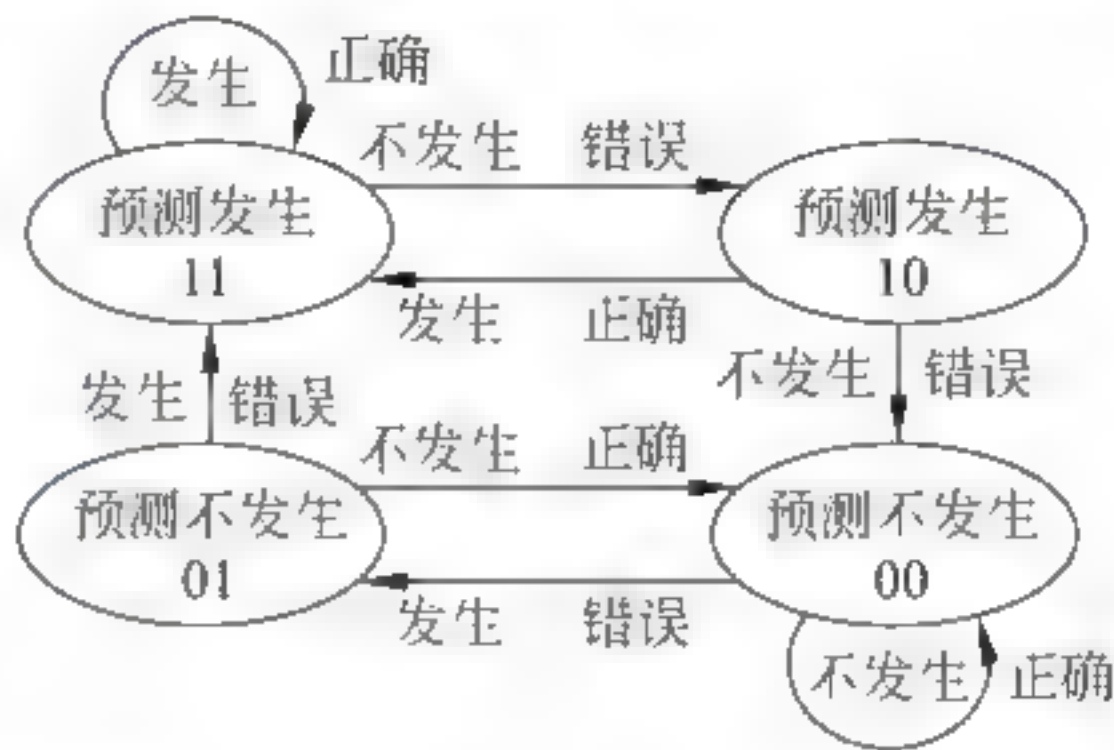 发生 正确
不发生 错误
预测发生
11
预测发生
10
发生 正确
发生 错误
不发生 错误
不发生 正确
预测不发生
01
预测不发生
00
发生 错误
不发生 正确